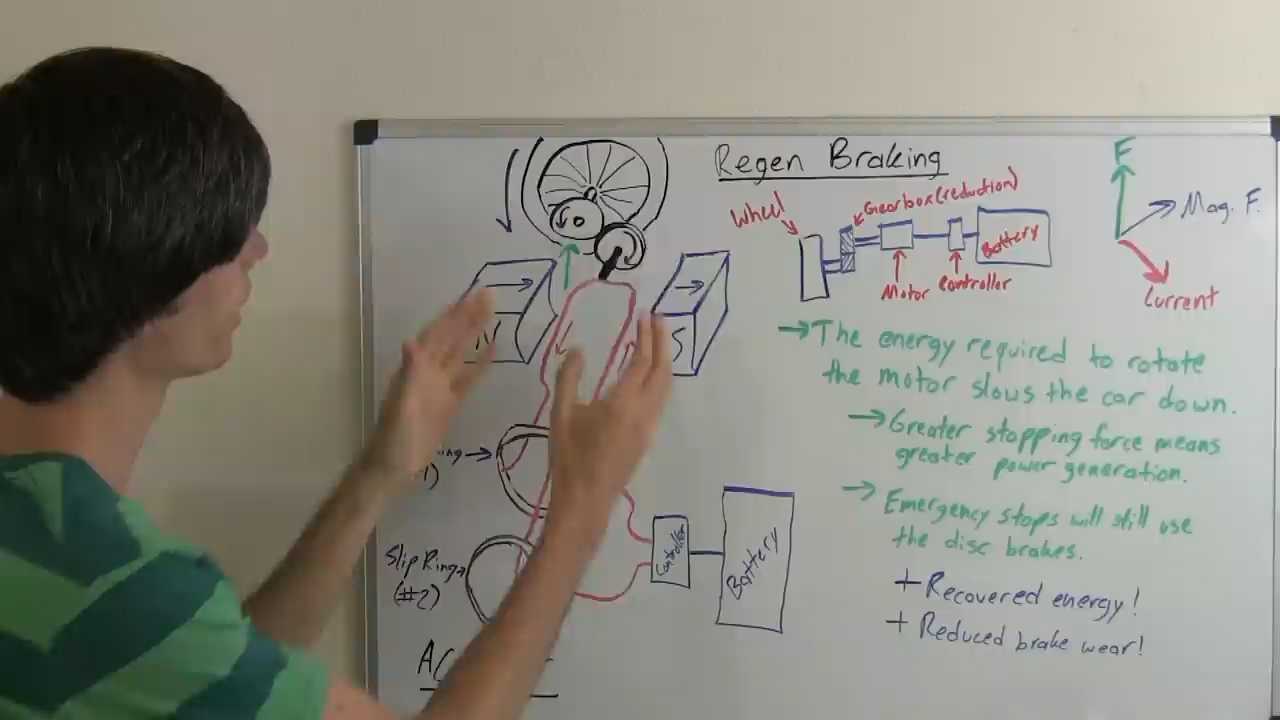 Regen Braking
Wheel
Gearbox (reduction)
Battery
Motor
Controller
F
Mag. F.
Current
N
S
→ The energy required to rotate
the motor slows the car down.
→ Greater stopping force means
greater power generation.
→ Emergency stops will still use
the disc brakes.
+ Recovered energy!
+ Reduced brake wear!
Slip Ring→
(#2)
Controller
Battery
AC